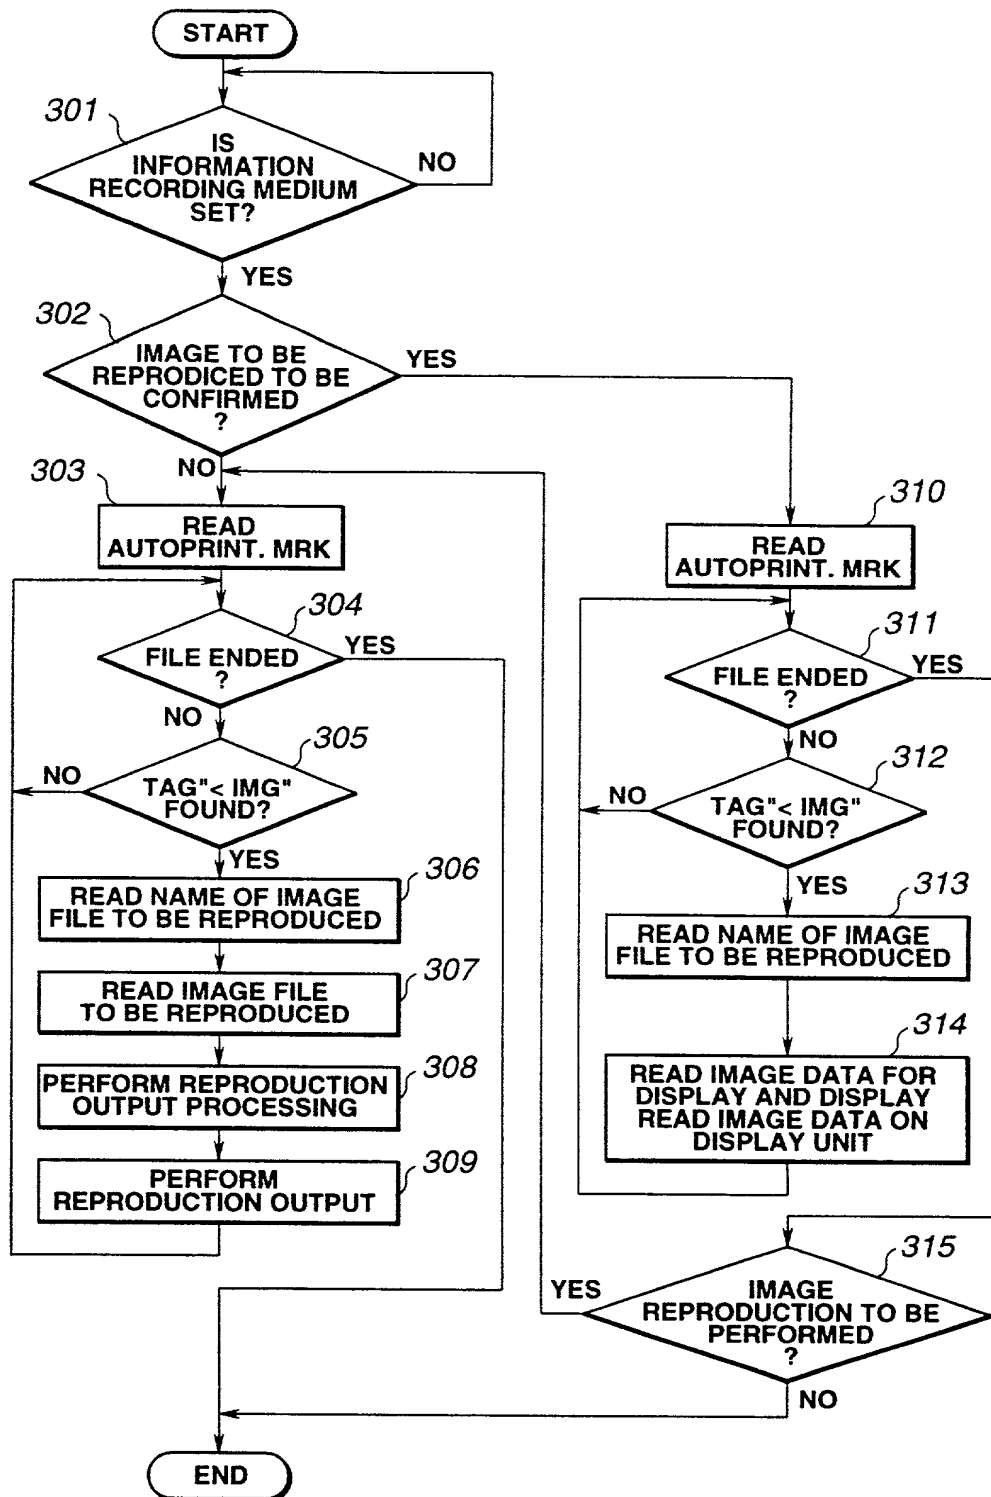 START
301
IS
INFORMATION
RECORDING MEDIUM
SET?
NO
YES
302
IMAGE TO BE
REPRODICED TO BE
CONFIRMED
?
YES
NO
303
READ
AUTOPRINT. MRK
304
FILE ENDED
?
YES
NO
305
TAG"< IMG"
FOUND?
NO
YES
306
READ NAME OF IMAGE
FILE TO BE REPRODUCED
307
READ IMAGE FILE
TO BE REPRODUCED
308
PERFORM REPRODUCTION
OUTPUT PROCESSING
309
PERFORM
REPRODUCTION OUTPUT
310
READ
AUTOPRINT. MRK
311
FILE ENDED
?
YES
NO
312
TAG"< IMG"
FOUND?
NO
YES
313
READ NAME OF IMAGE
FILE TO BE REPRODUCED
314
READ IMAGE DATA FOR
DISPLAY AND DISPLAY
READ IMAGE DATA ON
DISPLAY UNIT
315
IMAGE
REPRODUCTION TO BE
PERFORMED
?
YES
NO
END